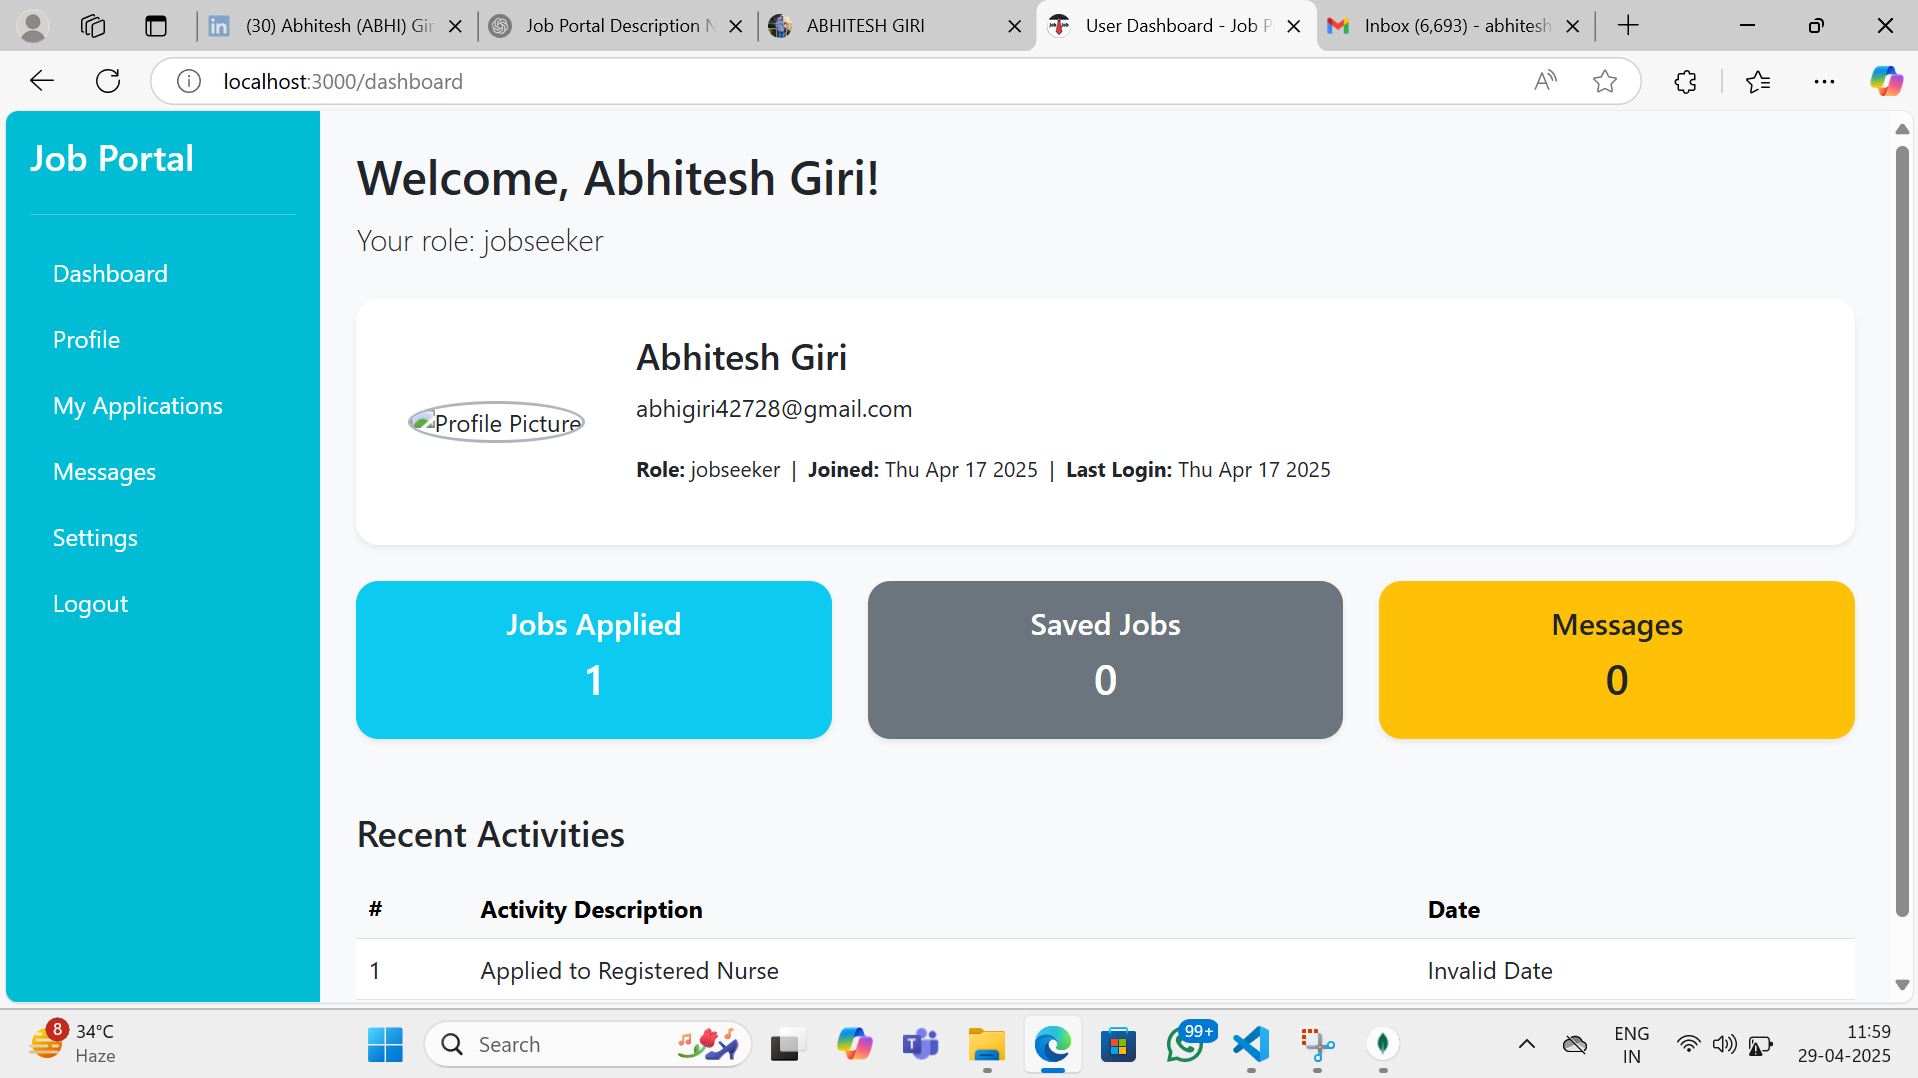 (30) Abhitesh (ABHI) Gir
Job Portal Description N
ABHITESH GIRI
User Dashboard - Job P
Inbox (6,693) - abhitesh
localhost:3000/dashboard
Job Portal
Dashboard
Profile
My Applications
Messages
Settings
Logout
Welcome, Abhitesh Giri!
Your role: jobseeker
Profile Picture
Abhitesh Giri
abhigiri42728@gmail.com
Role: jobseeker | Joined: Thu Apr 17 2025 | Last Login: Thu Apr 17 2025
Jobs Applied
1
Saved Jobs
0
Messages
0
Recent Activities
# Activity Description Date
1 Applied to Registered Nurse Invalid Date
8
34°C
Haze
Search
99+
ENG
IN
11:59
29-04-2025